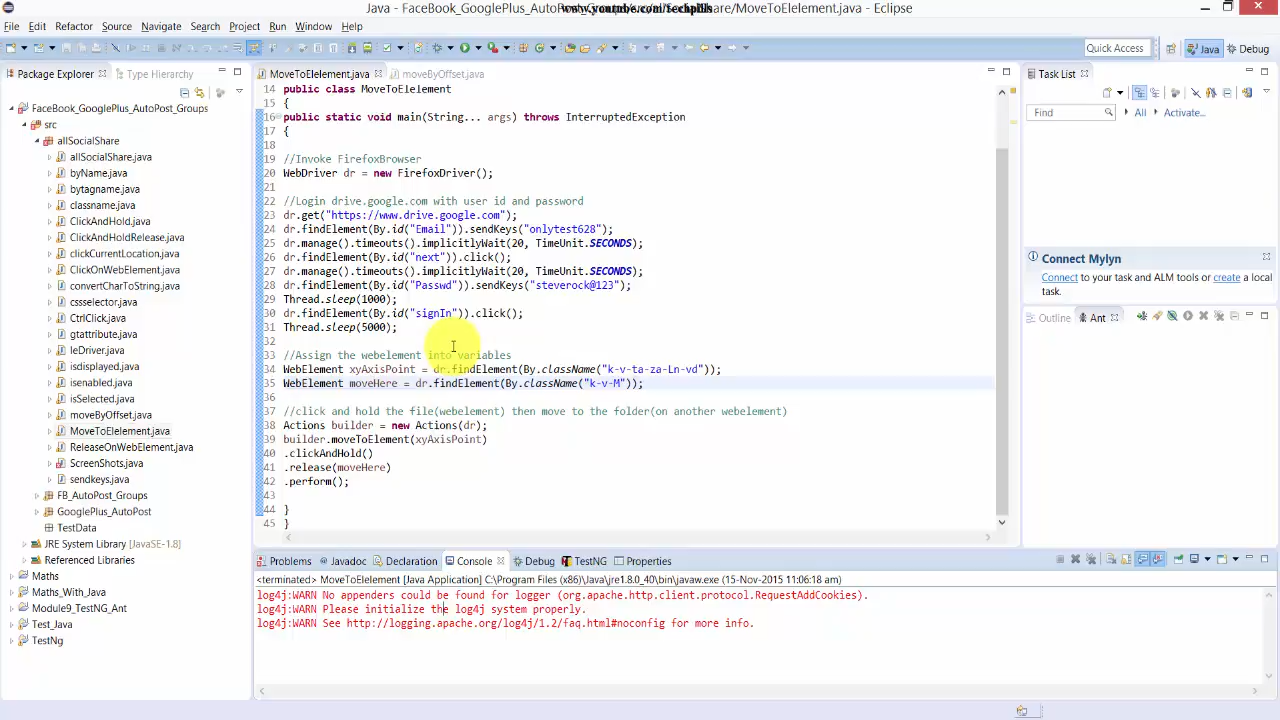 Java - FaceBook_GooglePlus_AutoPost_Groups/src/allSocialShare/MoveToElelement.java - Eclipse
File Edit Refactor Source Navigate Search Project Run Window Help
Quick Access Java Debug
Package Explorer Type Hierarchy
FaceBook_GooglePlus_AutoPost_Groups
src
allSocialShare
allSocialShare.java
byName.java
bytagname.java
classname.java
ClickAndHold.java
ClickAndHoldRelease.java
clickCurrentLocation.java
ClickOnWebElement.java
convertCharToString.java
cssselector.java
CtrlClick.java
gtattribute.java
IeDriver.java
isdisplayed.java
isenabled.java
isSelected.java
moveByOffset.java
MoveToElelement.java
ReleaseOnWebElement.java
ScreenShots.java
sendkeys.java
FB_AutoPost_Groups
GooglePlus_AutoPost
TestData
JRE System Library [JavaSE-1.8]
Referenced Libraries
Maths
Maths_With_Java
Module9_TestNG_Ant
Test_Java
TestNg
MoveToElelement.java moveByOffset.java
14 public class MoveToElelement
15 {
16 public static void main(String... args) throws InterruptedException
17 {
18
19 //Invoke FirefoxBrowser
20 WebDriver dr = new FirefoxDriver();
21
22 //Login drive.google.com with user id and password
23 dr.get("https://www.drive.google.com");
24 dr.findElement(By.id("Email")).sendKeys("onlytest628");
25 dr.manage().timeouts().implicitlyWait(20, TimeUnit.SECONDS);
26 dr.findElement(By.id("next")).click();
27 dr.manage().timeouts().implicitlyWait(20, TimeUnit.SECONDS);
28 dr.findElement(By.id("Passwd")).sendKeys("steverock@123");
29 Thread.sleep(1000);
30 dr.findElement(By.id("signIn")).click();
31 Thread.sleep(5000);
32
33 //Assign the webelement into variables
34 WebElement xyAxisPoint = dr.findElement(By.className("k-v-ta-za-Ln-vd"));
35 WebElement moveHere = dr.findElement(By.className("k-v-M"));
36
37 //click and hold the file(webelement) then move to the folder(on another webelement)
38 Actions builder = new Actions(dr);
39 builder.moveToElement(xyAxisPoint)
40 .clickAndHold()
41 .release(moveHere)
42 .perform();
43
44 }
45 }
Task List
Find All Activate...
Connect Mylyn
Connect to your task and ALM tools or create a local task.
Outline Ant
Problems Javadoc Declaration Console Debug TestNG Properties
<terminated> MoveToElelement [Java Application] C:\Program Files (x86)\Java\jre1.8.0_40\bin\javaw.exe (15-Nov-2015 11:06:18 am)
log4j:WARN No appenders could be found for logger (org.apache.http.client.protocol.RequestAddCookies).
log4j:WARN Please initialize the log4j system properly.
log4j:WARN See http://logging.apache.org/log4j/1.2/faq.html#noconfig for more info.